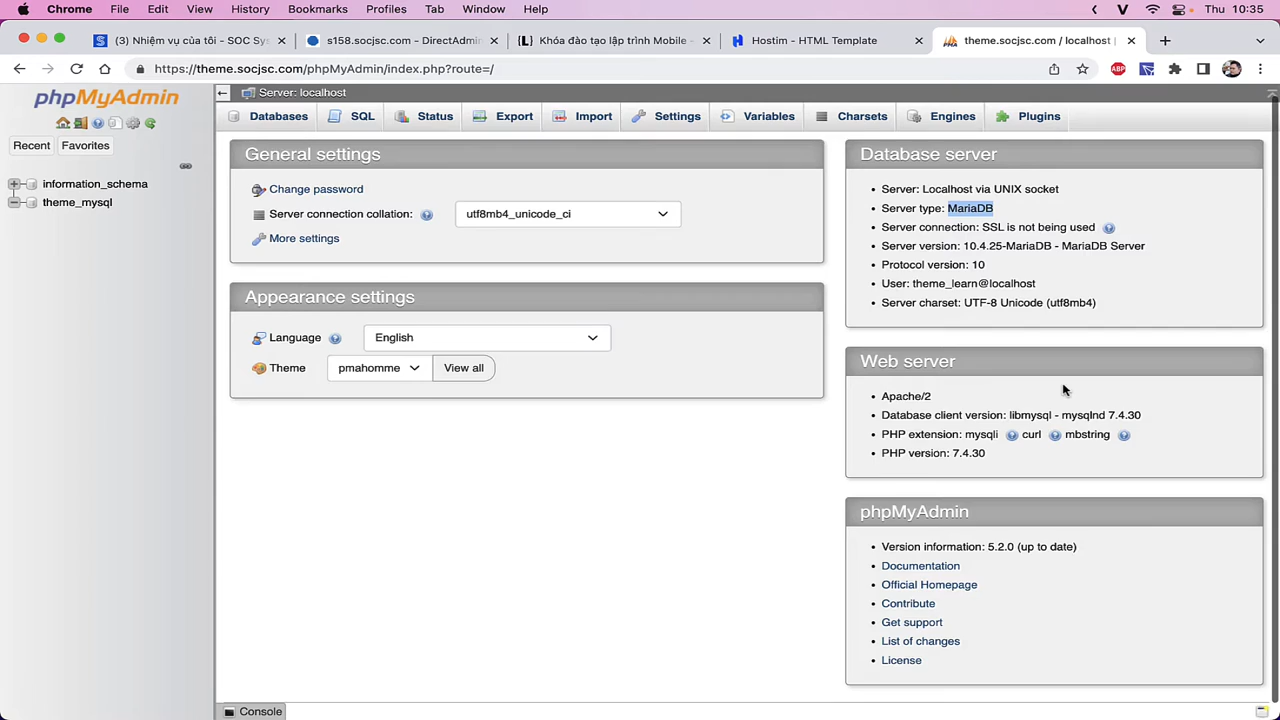 Chrome File Edit View History Bookmarks Profiles Tab Window Help Thu 10:35
(3) Nhiệm vụ của tôi - SOC Sy
s158.socjsc.com - DirectAdmin
Khóa đào tạo lập trình Mobile -
Hostim - HTML Template
theme.socjsc.com / localhost
https://theme.socjsc.com/phpMyAdmin/index.php?route=/
ABP
phpMyAdmin
Recent
Favorites
information_schema
theme_mysql
Server: localhost
Databases
SQL
Status
Export
Import
Settings
Variables
Charsets
Engines
Plugins
General settings
Change password
Server connection collation:
utf8mb4_unicode_ci
More settings
Appearance settings
Language
English
Theme
pmahomme
View all
Database server
Server: Localhost via UNIX socket
Server type: MariaDB
Server connection: SSL is not being used
Server version: 10.4.25-MariaDB - MariaDB Server
Protocol version: 10
User: theme_learn@localhost
Server charset: UTF-8 Unicode (utf8mb4)
Web server
Apache/2
Database client version: libmysql - mysqlnd 7.4.30
PHP extension: mysqli curl mbstring
PHP version: 7.4.30
phpMyAdmin
Version information: 5.2.0 (up to date)
Documentation
Official Homepage
Contribute
Get support
List of changes
License
Console